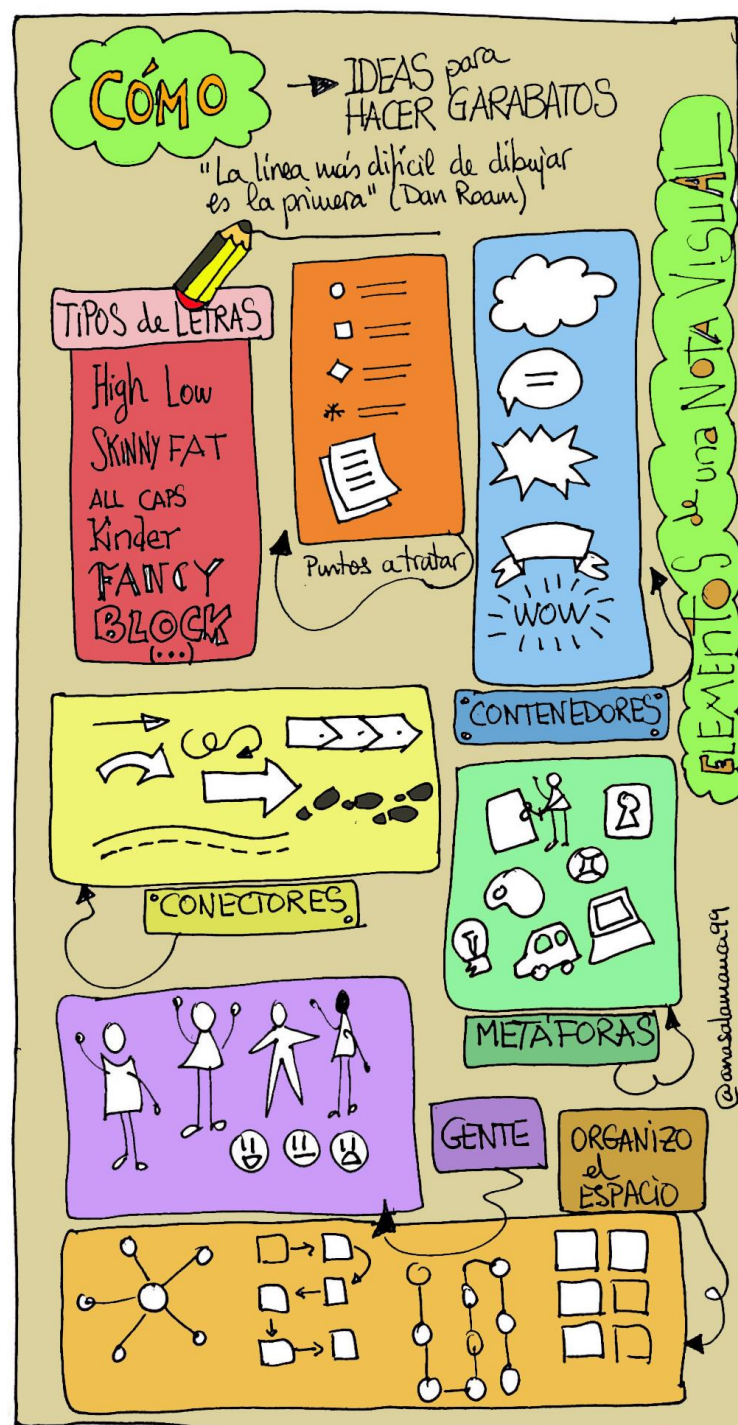 CÓMO
IDEAS para
HACER GARABATOS
"La línea más difícil de dibujar
es la primera" (Dan Roam)
ELEMENTOS de una NOTA VISUAL
TIPOS de LETRAS
High Low
SKINNY FAT
ALL CAPS
Kinder
FANCY
BLOCK
(...)
Puntos a tratar
WOW
CONTENEDORES
CONECTORES
METÁFORAS
@anasalamanca99
GENTE
ORGANIZO
el
ESPACIO